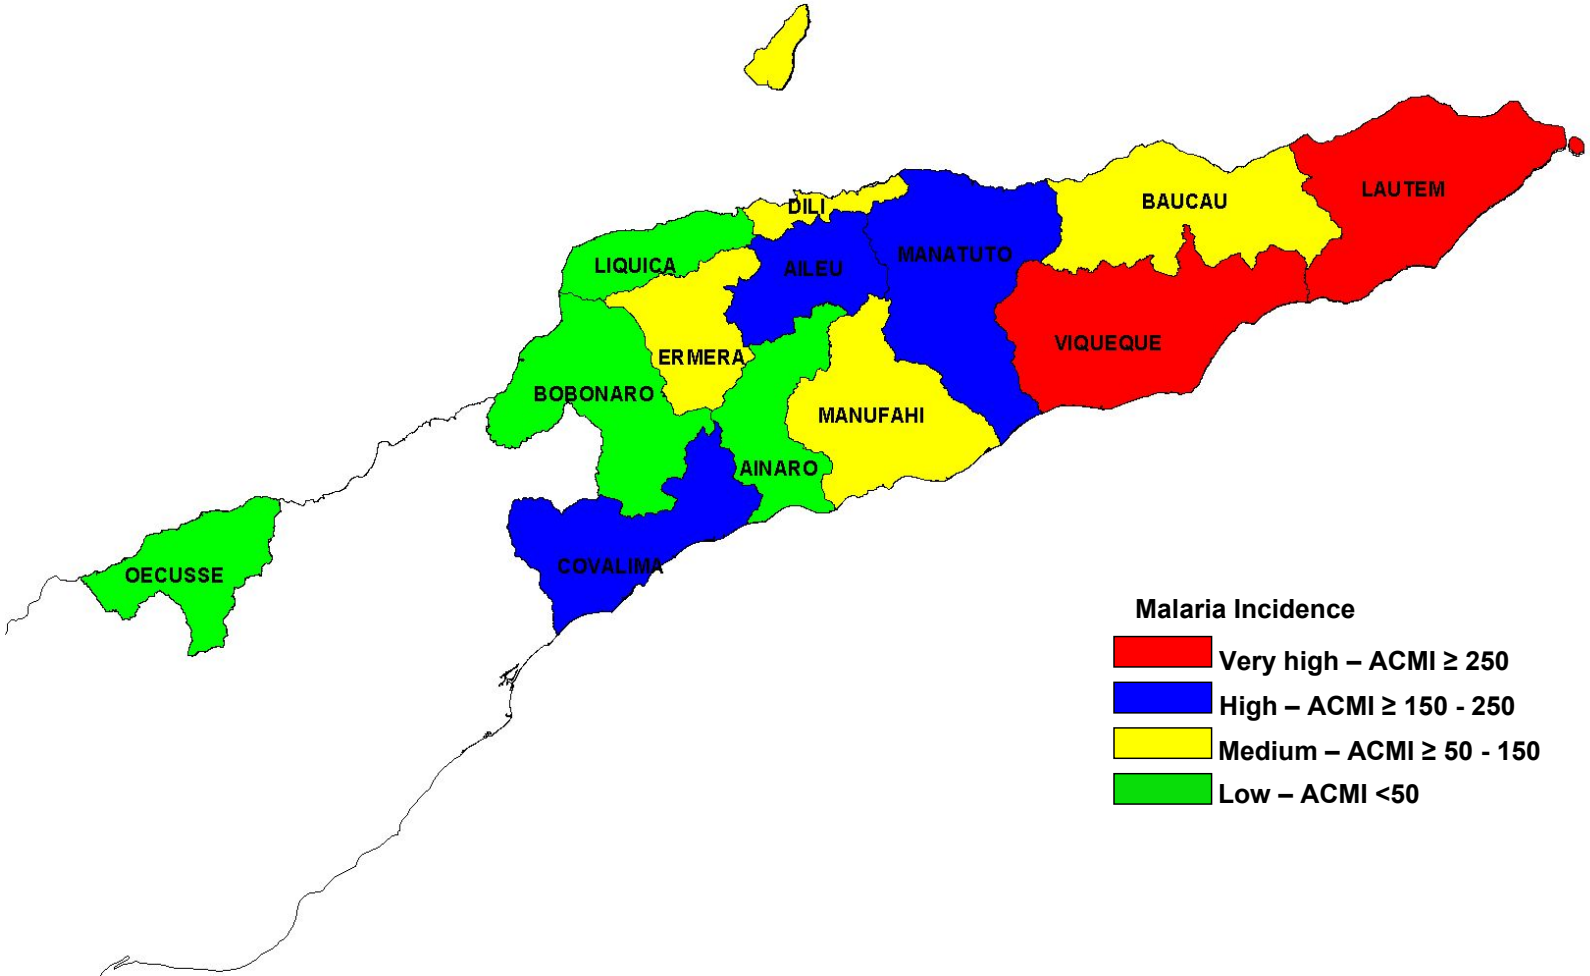 LAUTEM
BAUCAU
DILI
MANATUTO
LIQUICA
AILEU
VIQUEQUE
ERMERA
BOBONARO
MANUFAHI
AINARO
COVALIMA
OECUSSE
Malaria Incidence
Very high – ACMI ≥ 250
High – ACMI ≥ 150 - 250
Medium – ACMI ≥ 50 - 150
Low – ACMI <50